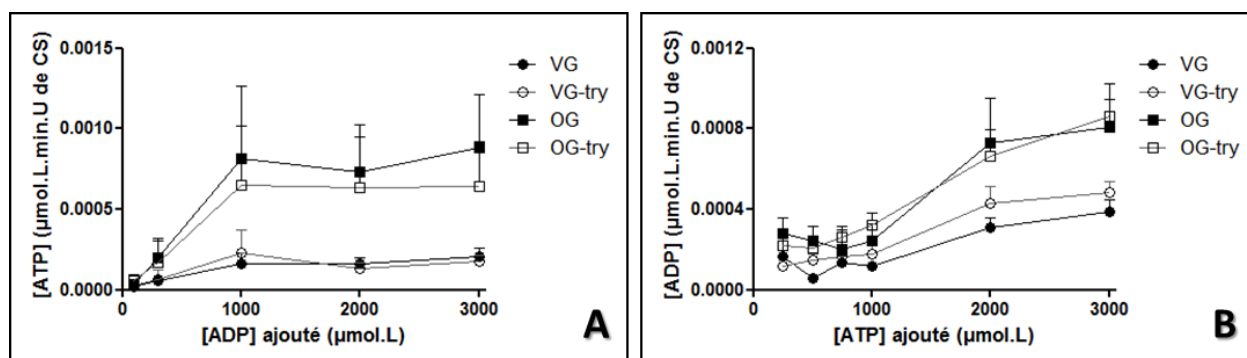 [ATP] (µmol.L.min.U de CS)
0.0015
0.0010
0.0005
0.0000
0
1000
2000
3000
[ADP] ajouté (µmol.L)
VG
VG-try
OG
OG-try
A
[ADP] (µmol.L.min.U de CS)
0.0012
0.0008
0.0004
0.0000
0
1000
2000
3000
[ATP] ajouté (µmol.L)
VG
VG-try
OG
OG-try
B